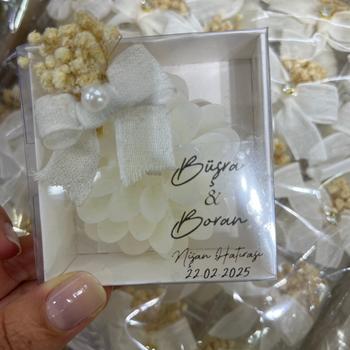 Büşra
&
Boran
Nişan Hatırası
22.02.2025